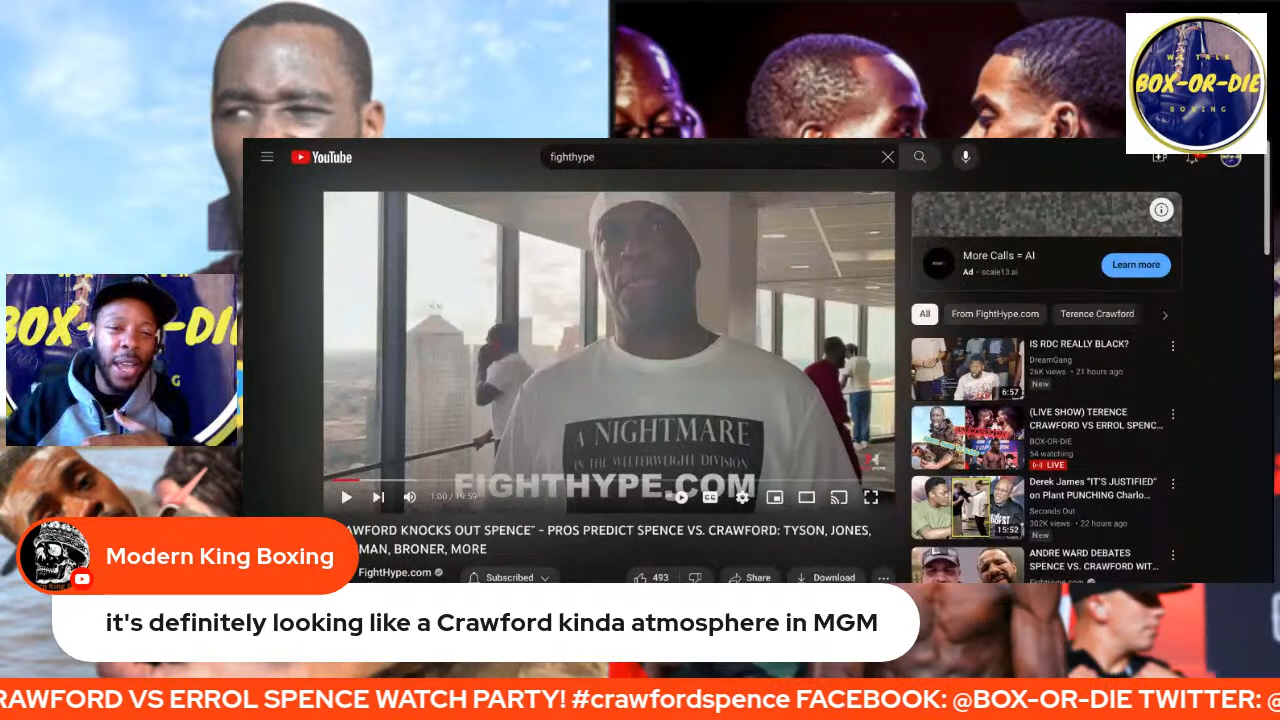 WE TALK
BOX-OR-DIE
BOXING
YouTube
fighthype
A NIGHTMARE
IN THE WELTERWEIGHT DIVISION
FIGHTHYPE.COM
1:00 / 19:59
AWFORD KNOCKS OUT SPENCE" - PROS PREDICT SPENCE VS. CRAWFORD: TYSON, JONES,
MAN, BRONER, MORE
FightHype.com
Subscribed
493
Share
Download
More Calls = AI
Ad · scale13.ai
Learn more
All
From FightHype.com
Terence Crawford
IS RDC REALLY BLACK?
DreamGang
26K views · 21 hours ago
New
6:57
(LIVE SHOW) TERENCE
CRAWFORD VS ERROL SPENC...
BOX-OR-DIE
54 watching
LIVE
Derek James "IT'S JUSTIFIED"
on Plant PUNCHING Charlo...
Seconds Out
302K views · 22 hours ago
New
15:52
ANDRE WARD DEBATES
SPENCE VS. CRAWFORD WIT...
FightHype.com
BOX-
-DIE
Modern King Boxing
it's definitely looking like a Crawford kinda atmosphere in MGM
RAWFORD VS ERROL SPENCE WATCH PARTY! #crawfordspence FACEBOOK: @BOX-OR-DIE TWITTER: @